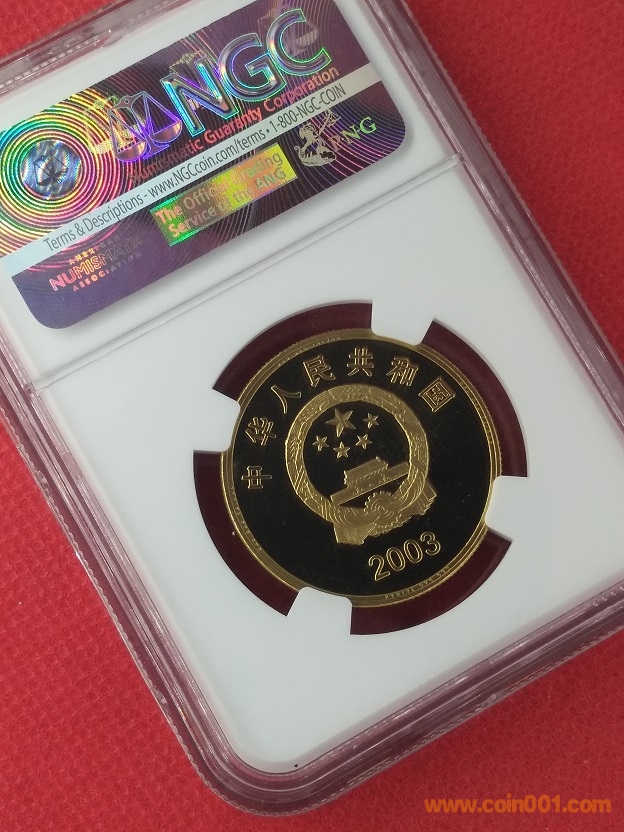 NGC
Numismatic Guaranty Corporation
Terms & Descriptions - www.NGCcoin.com/terms • 1-800-NGC-COIN
The Official Grading
Service of the
PNG
NUMISMATIC
ASSOCIATION
中华人民共和国
2003
www.coin001.com